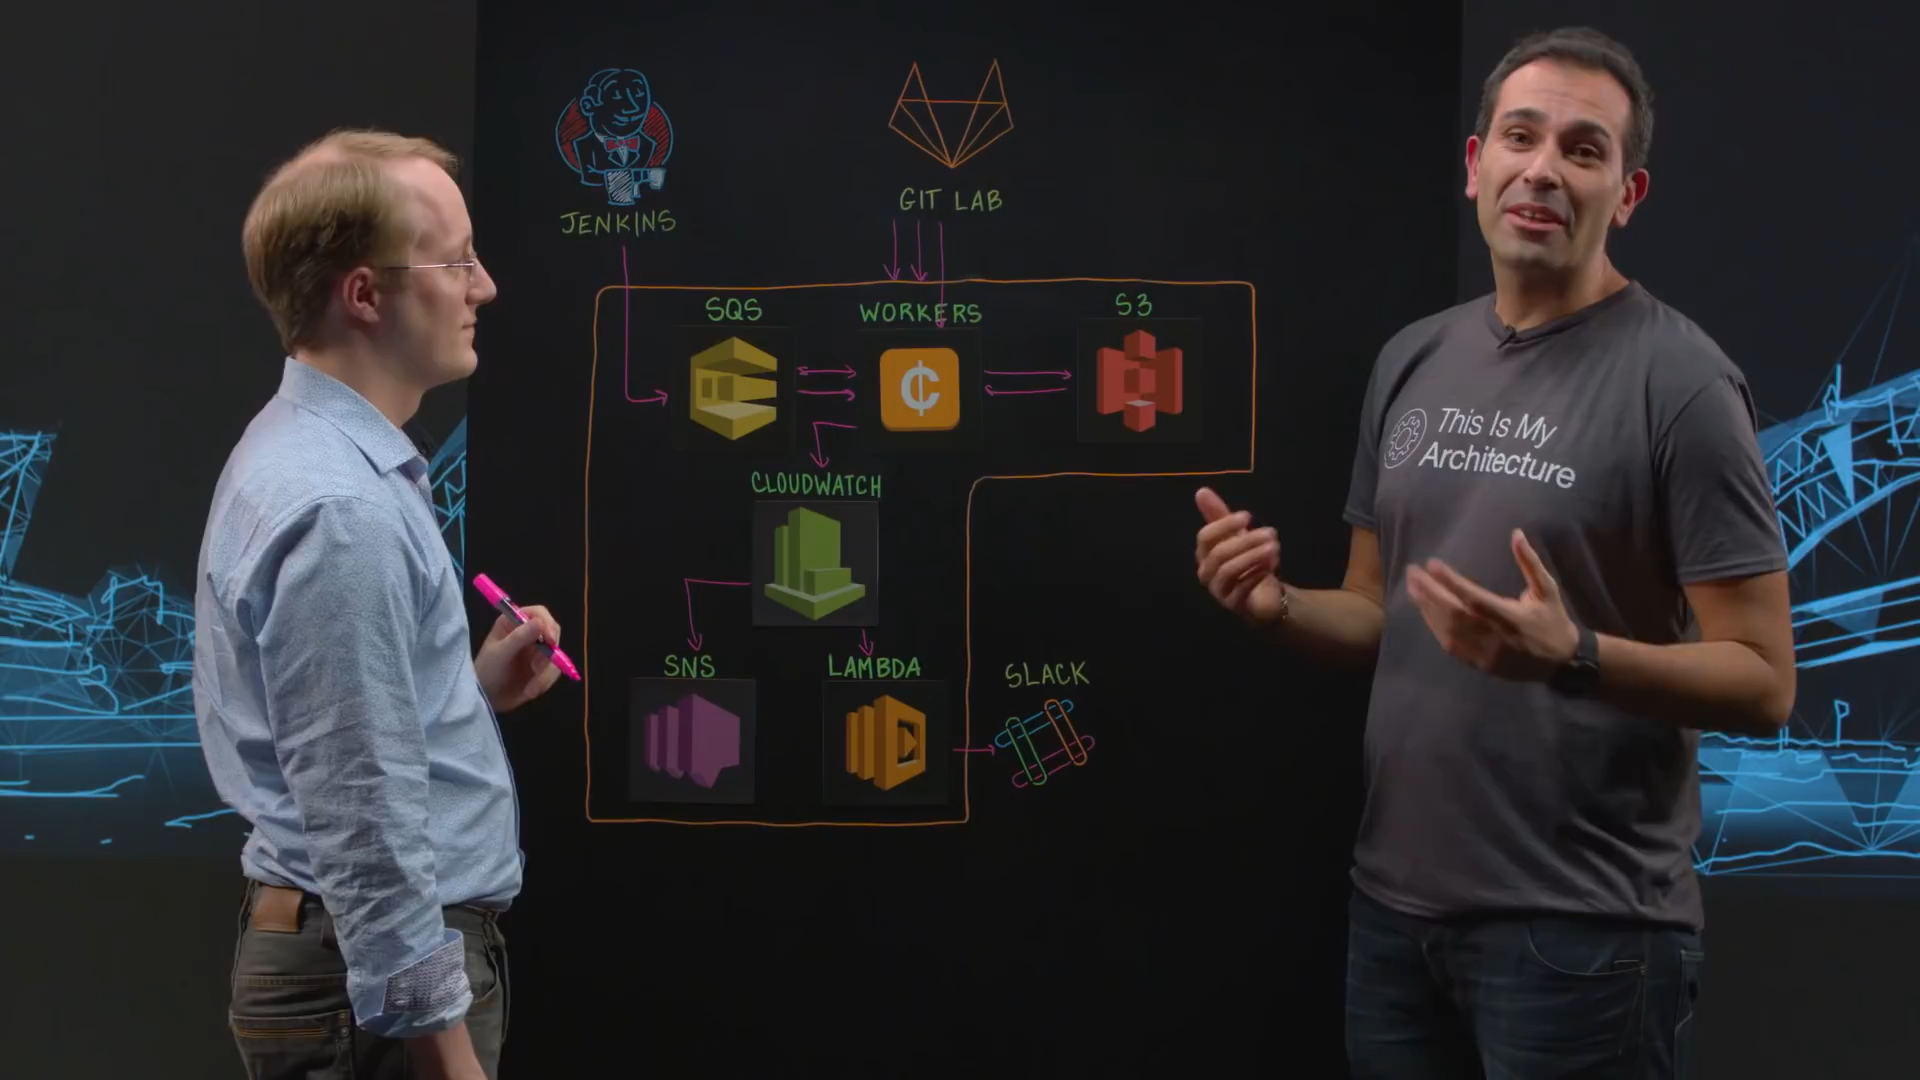 JENKINS
GIT LAB
SQS
WORKERS
S3
₵
CLOUDWATCH
SNS
LAMBDA
SLACK
This Is My
Architecture